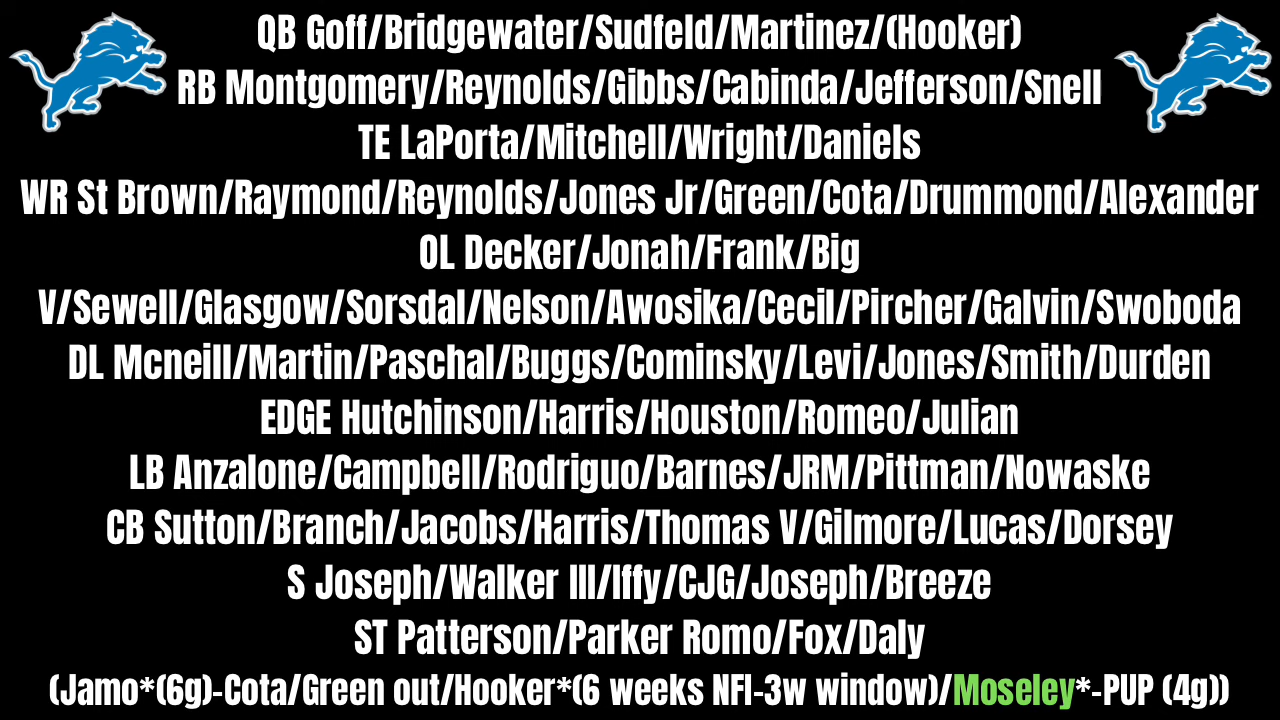 QB Goff/Bridgewater/Sudfeld/Martinez/(Hooker)
RB Montgomery/Reynolds/Gibbs/Cabinda/Jefferson/Snell
TE LaPorta/Mitchell/Wright/Daniels
WR St Brown/Raymond/Reynolds/Jones Jr/Green/Cota/Drummond/Alexander
OL Decker/Jonah/Frank/Big
V/Sewell/Glasgow/Sorsdal/Nelson/Awosika/Cecil/Pircher/Galvin/Swoboda
DL Mcneill/Martin/Paschal/Buggs/Cominsky/Levi/Jones/Smith/Durden
EDGE Hutchinson/Harris/Houston/Romeo/Julian
LB Anzalone/Campbell/Rodriguo/Barnes/JRM/Pittman/Nowaske
CB Sutton/Branch/Jacobs/Harris/Thomas V/Gilmore/Lucas/Dorsey
S Joseph/Walker III/Iffy/CJG/Joseph/Breeze
ST Patterson/Parker Romo/Fox/Daly
(Jamo*(6g)-Cota/Green out/Hooker*(6 weeks NFI-3w window)/Moseley*-PUP (4g))